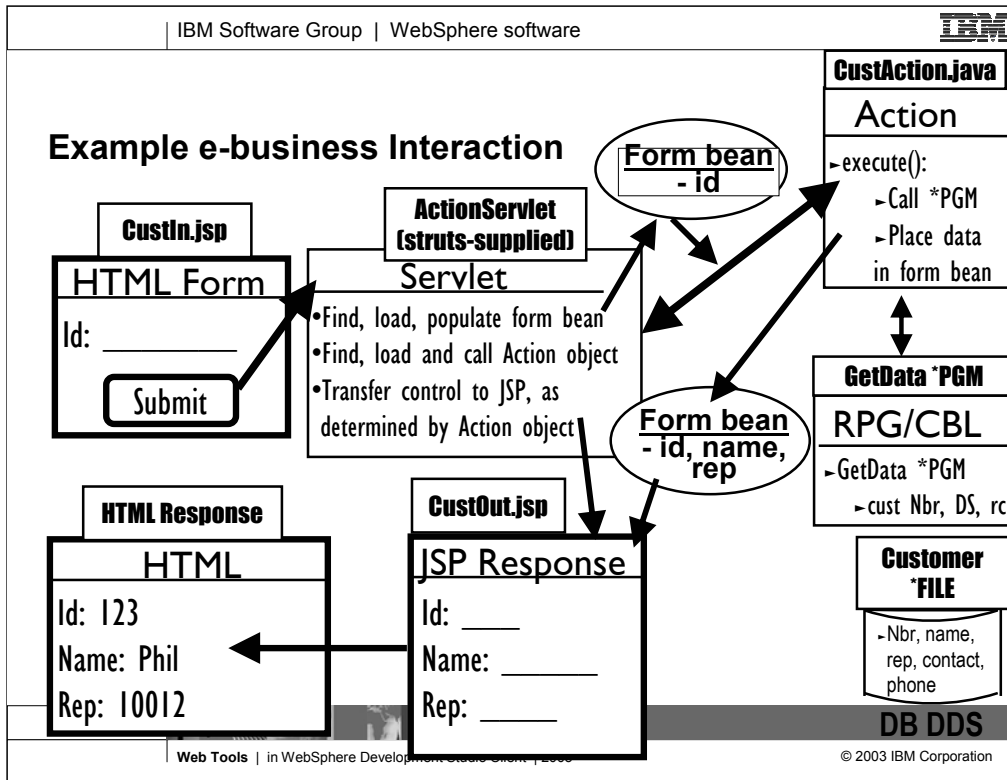 IBM Software Group | WebSphere software
IBM
Example e-business Interaction
CustIn.jsp
HTML Form
Id: ________
Submit
ActionServlet
(struts-supplied)
Servlet
•Find, load, populate form bean
•Find, load and call Action object
•Transfer control to JSP, as
determined by Action object
Form bean
- id
CustAction.java
Action
►execute():
►Call *PGM
►Place data
in form bean
GetData *PGM
RPG/CBL
►GetData *PGM
►cust Nbr, DS, rc
Form bean
- id, name,
rep
HTML Response
HTML
Id: 123
Name: Phil
Rep: 10012
CustOut.jsp
JSP Response
Id: ____
Name: ______
Rep: _____
Customer
*FILE
►Nbr, name,
rep, contact,
phone
DB DDS
Web Tools | in WebSphere
© 2003 IBM Corporation